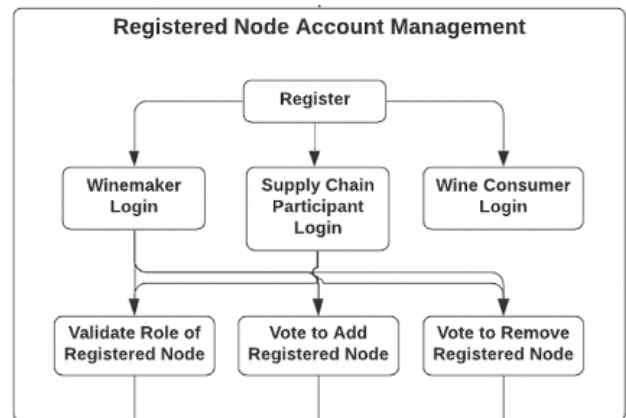 Registered Node Account Management
Register
Winemaker
Login
Supply Chain
Participant
Login
Wine Consumer
Login
Validate Role of
Registered Node
Vote to Add
Registered Node
Vote to Remove
Registered Node